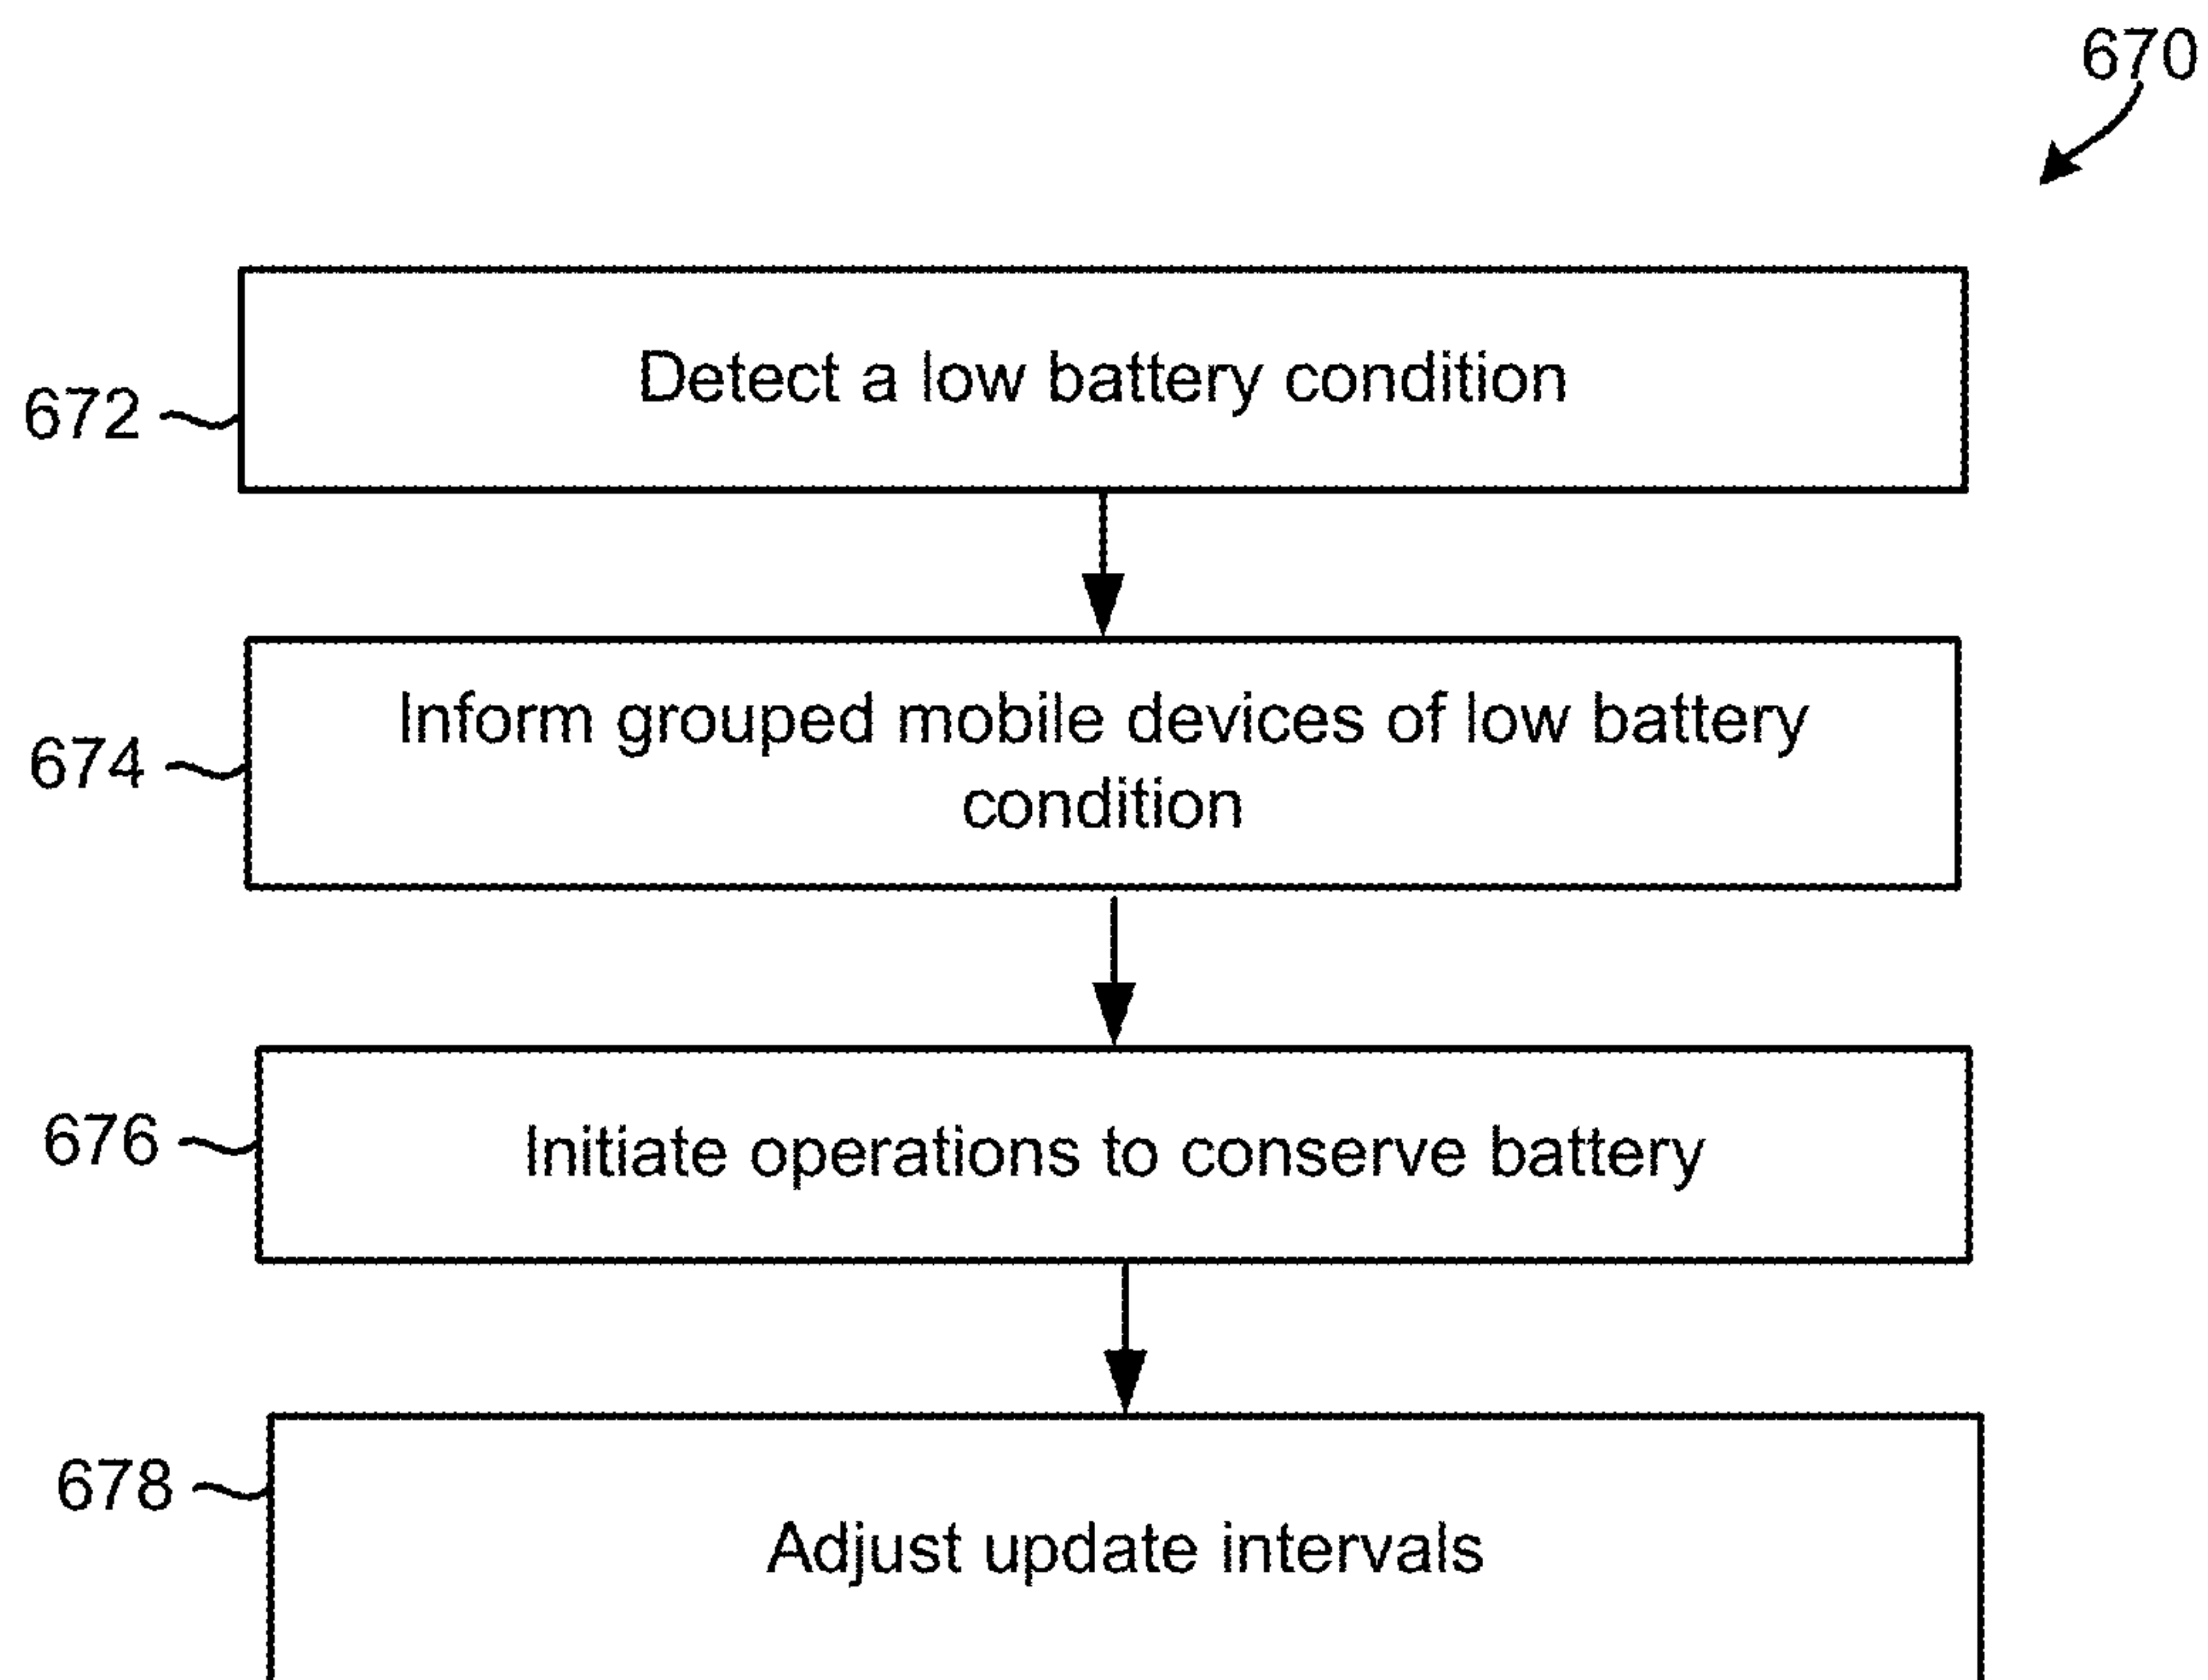 670
Detect a low battery condition
672
Inform grouped mobile devices of low battery
condition
674
Initiate operations to conserve battery
676
678
Adjust update intervals